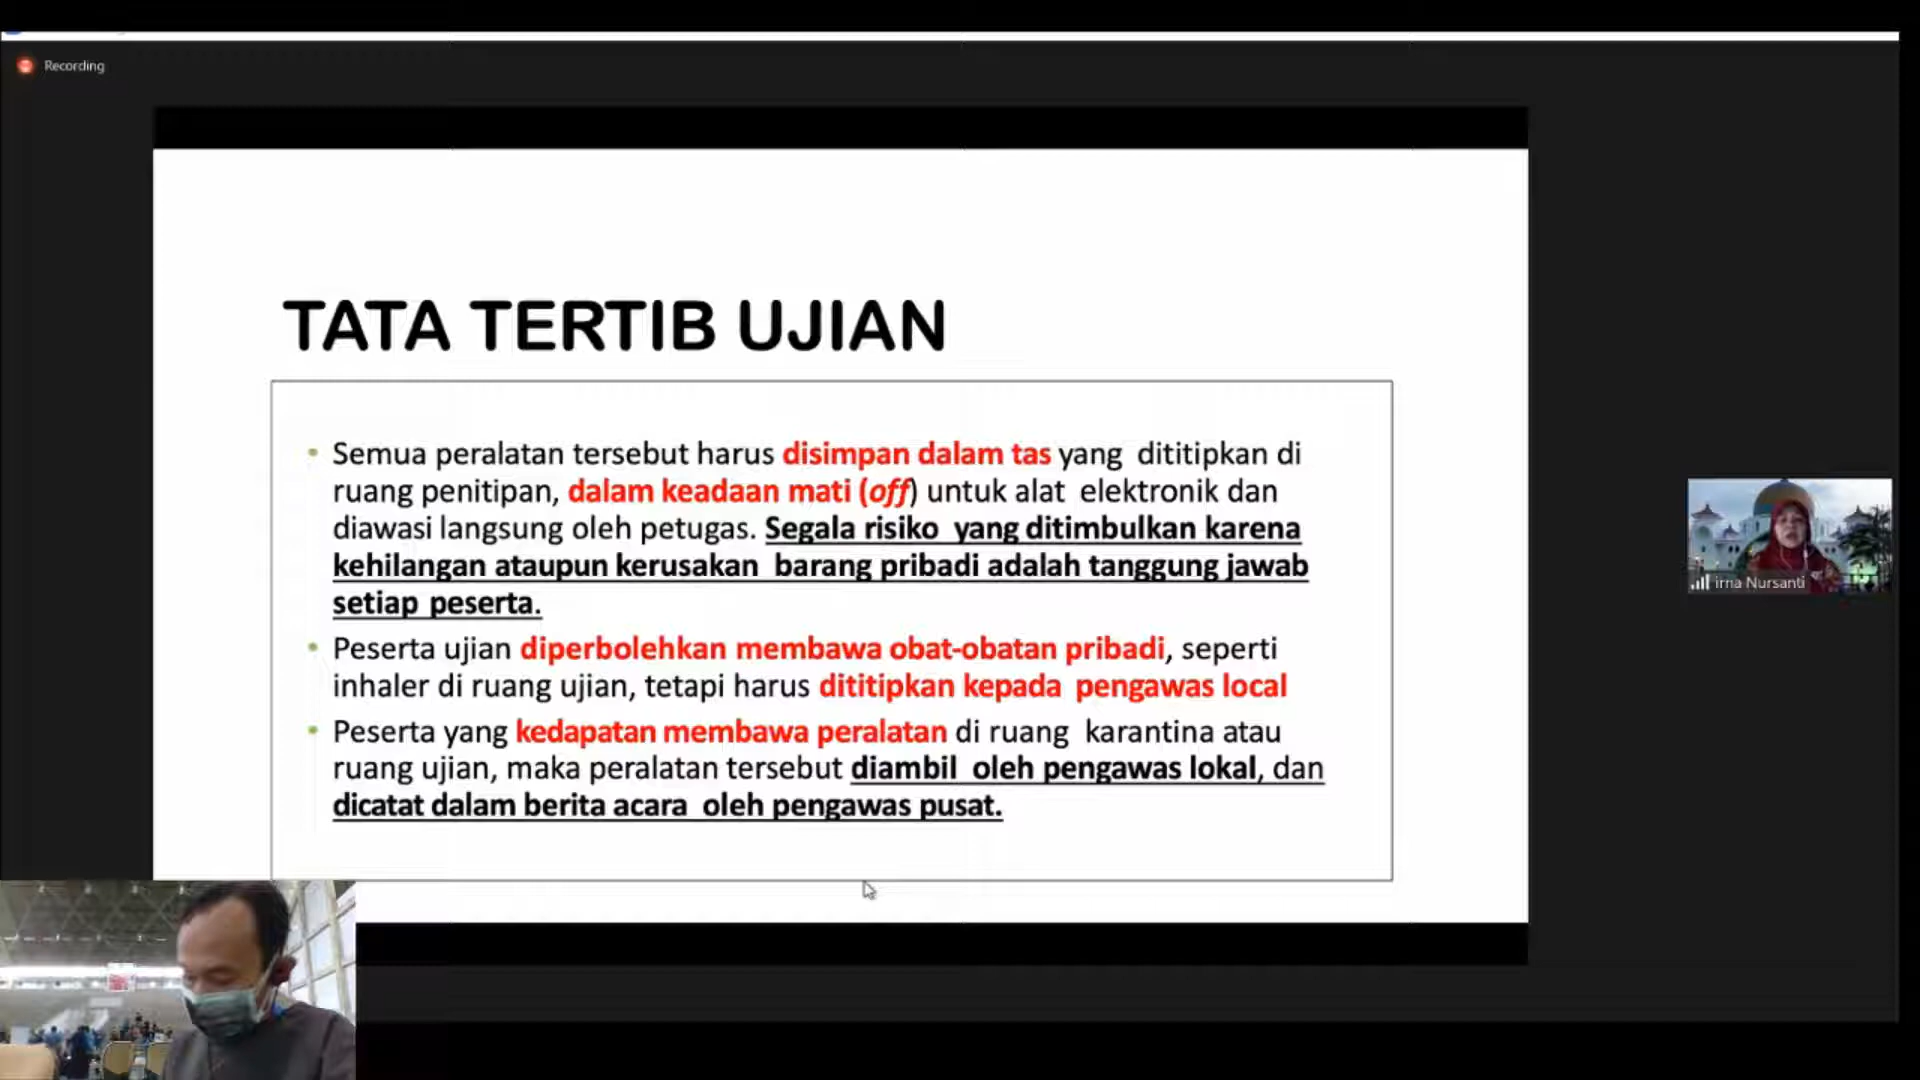 Recording
TATA TERTIB UJIAN
• Semua peralatan tersebut harus disimpan dalam tas yang dititipkan di
ruang penitipan, dalam keadaan mati (off) untuk alat elektronik dan
diawasi langsung oleh petugas. Segala risiko yang ditimbulkan karena
kehilangan ataupun kerusakan barang pribadi adalah tanggung jawab
setiap peserta.
• Peserta ujian diperbolehkan membawa obat-obatan pribadi, seperti
inhaler di ruang ujian, tetapi harus dititipkan kepada pengawas local
• Peserta yang kedapatan membawa peralatan di ruang karantina atau
ruang ujian, maka peralatan tersebut diambil oleh pengawas lokal, dan
dicatat dalam berita acara oleh pengawas pusat.
irna Nursanti